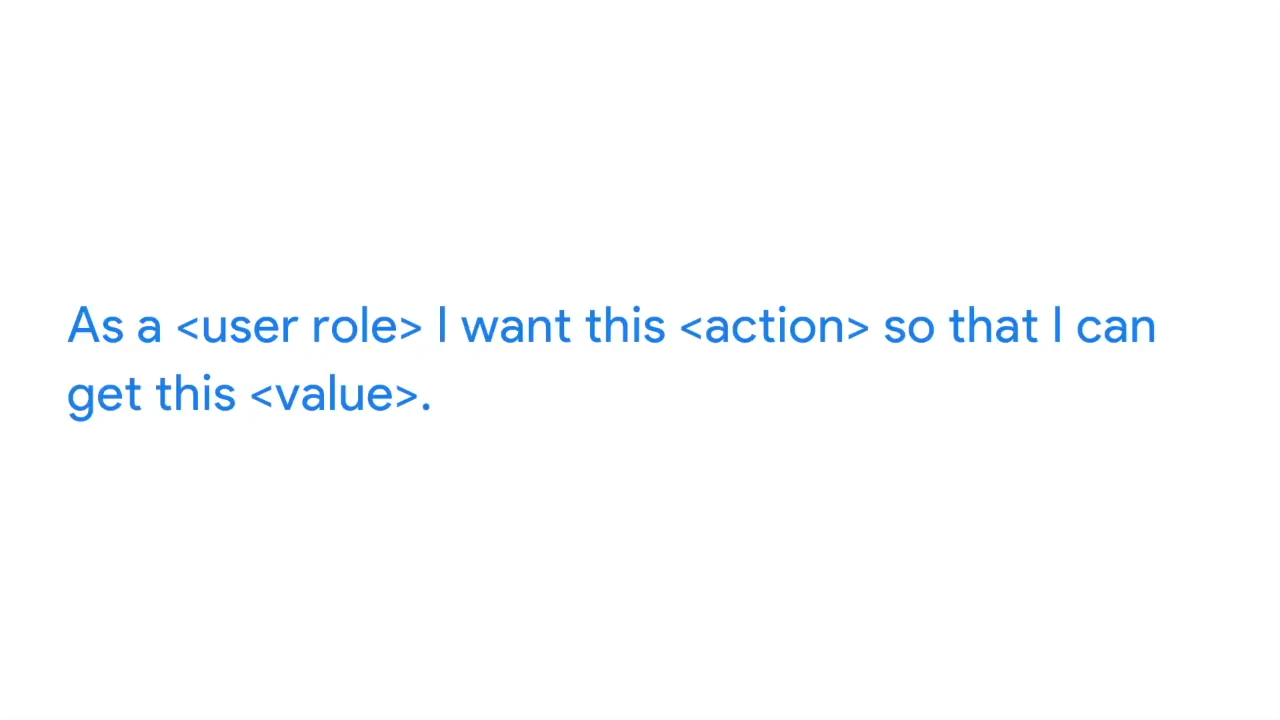 As a <user role> I want this <action> so that I can
get this <value>.